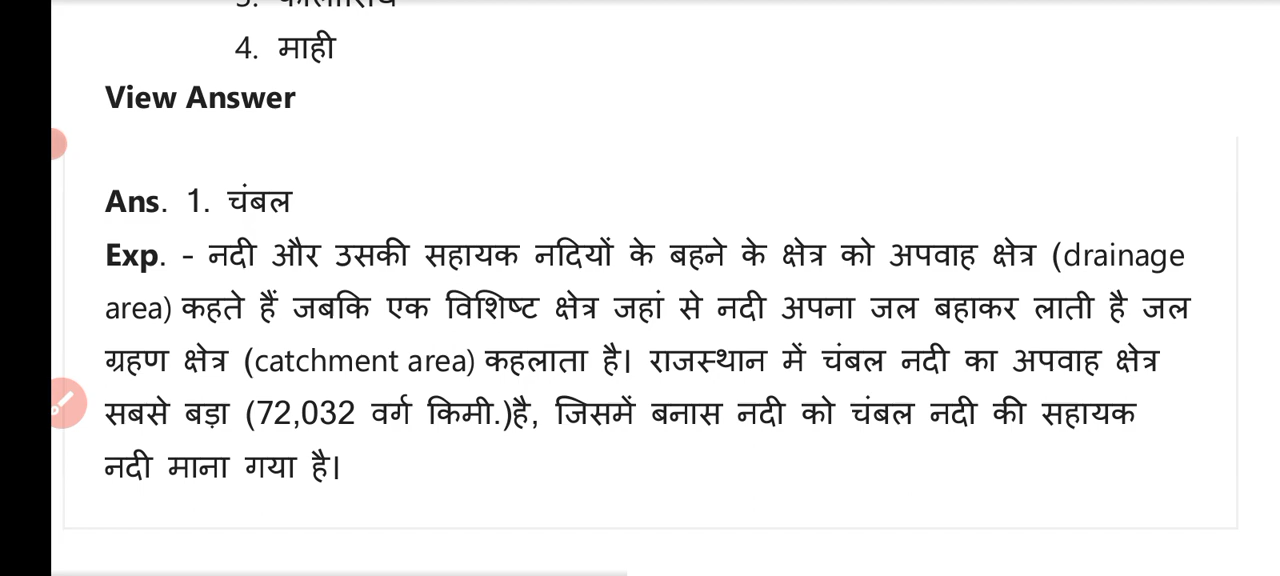 4. माही
View Answer
Ans. 1. चंबल
Exp. - नदी और उसकी सहायक नदियों के बहने के क्षेत्र को अपवाह क्षेत्र (drainage
area) कहते हैं जबकि एक विशिष्ट क्षेत्र जहां से नदी अपना जल बहाकर लाती है जल
ग्रहण क्षेत्र (catchment area) कहलाता है। राजस्थान में चंबल नदी का अपवाह क्षेत्र
सबसे बड़ा (72,032 वर्ग किमी.)है, जिसमें बनास नदी को चंबल नदी की सहायक
नदी माना गया है।